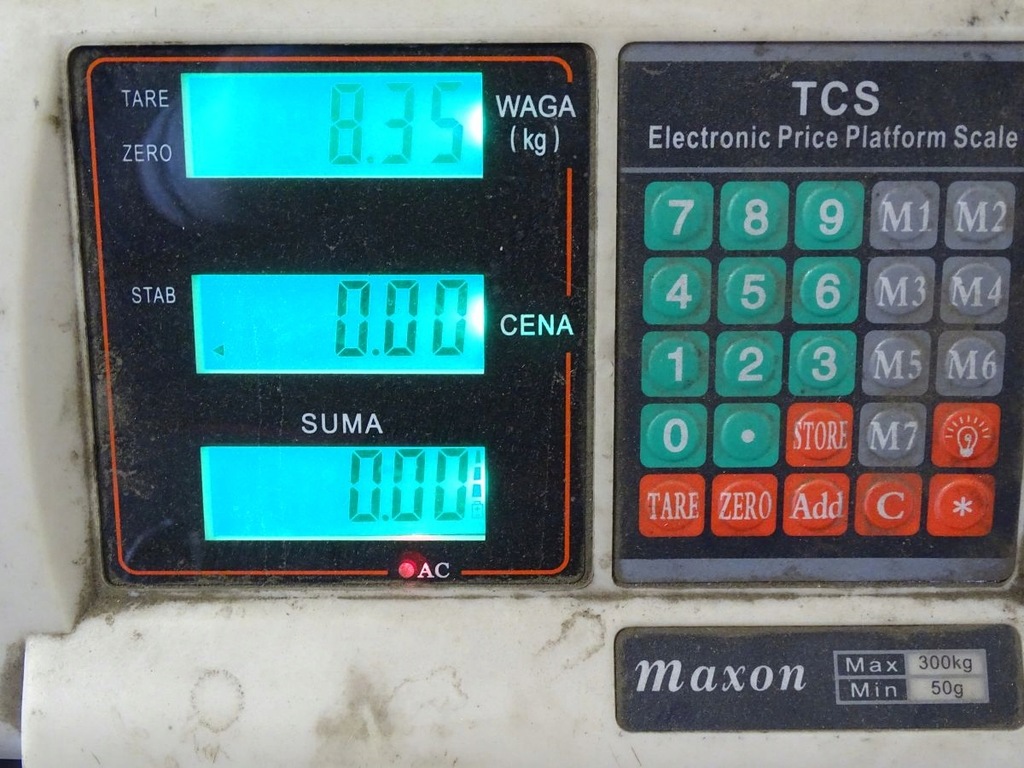 TARE
ZERO
8.35
WAGA
(kg)
STAB
0.00
CENA
SUMA
0.00
AC
TCS
Electronic Price Platform Scale
7 8 9 M1 M2
4 5 6 M3 M4
1 2 3 M5 M6
0 . STORE M7
TARE ZERO Add C *
maxon
Max 300kg
Min 50g